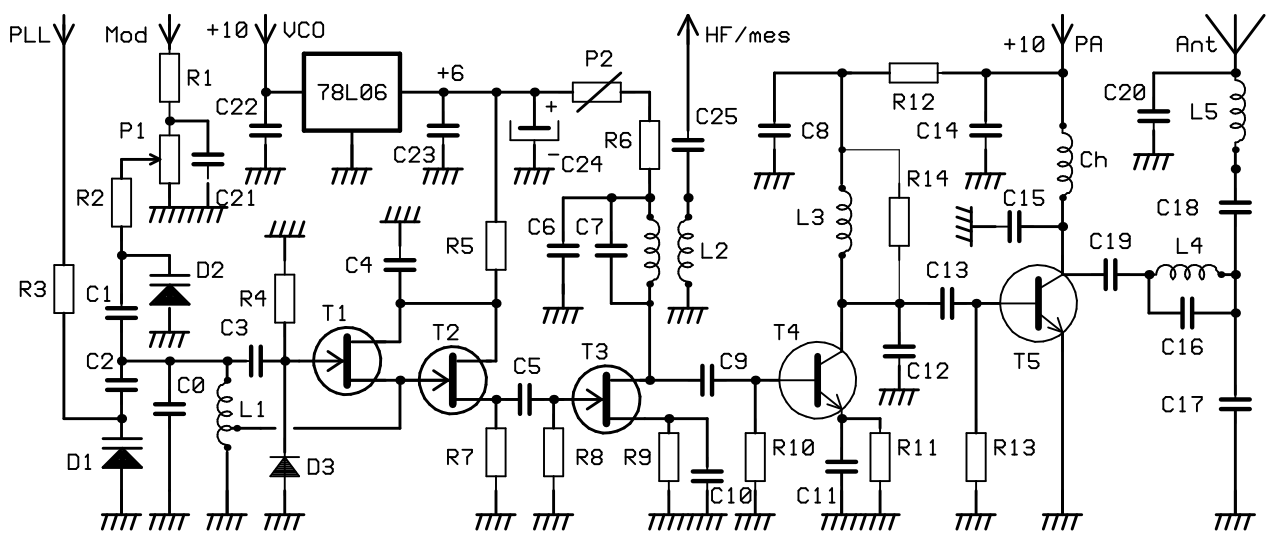 PLL Mod +10 VCO HF/mes +10 PA Ant
R1 78L06 +6 P2
C22 + C25 R12 C20 L5
P1 C23 C24 R6 C8 C14 Ch
R2 C21 R14 C15 C18
R5 C6 C7 L2 L3
R3 C1 D2 R4 C4 C13 C19 L4
C3 T1 T2 T4 T5 C16
C2 C0 C5 T3 C9 C12
L1 C17
D1 D3 R7 R8 R9 C10 R10 C11 R11 R13